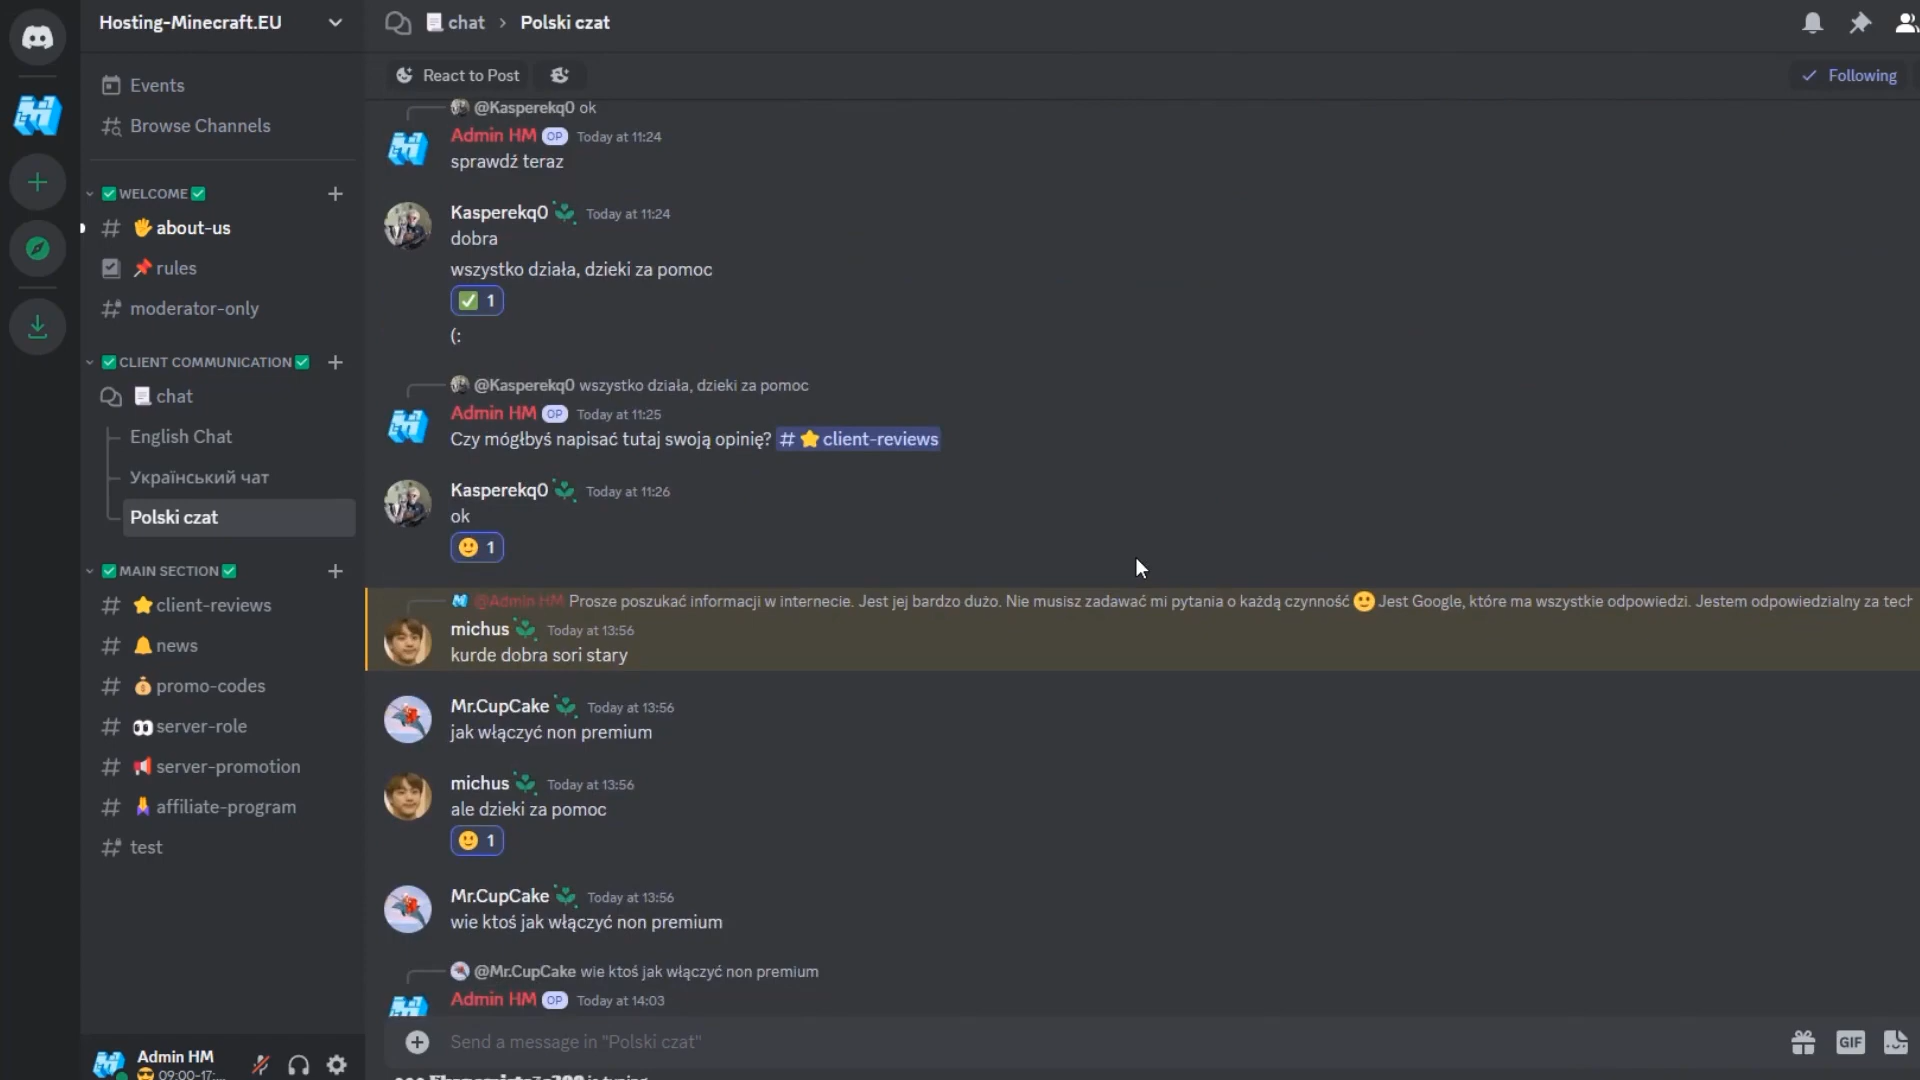 Hosting-Minecraft.EU
chat › Polski czat
React to Post
Following
Events
Browse Channels
WELCOME
about-us
rules
moderator-only
CLIENT COMMUNICATION
chat
English Chat
Український чат
Polski czat
MAIN SECTION
client-reviews
news
promo-codes
server-role
server-promotion
affiliate-program
test
Admin HM
09:00-17:...
@Kasperekq0 ok
Admin HM OP Today at 11:24
sprawdź teraz
Kasperekq0 Today at 11:24
dobra
wszystko działa, dzieki za pomoc
1
(:
@Kasperekq0 wszystko działa, dzieki za pomoc
Admin HM OP Today at 11:25
Czy mógłbyś napisać tutaj swoją opinię? # client-reviews
Kasperekq0 Today at 11:26
ok
1
@Admin HM Prosze poszukać informacji w internecie. Jest jej bardzo dużo. Nie musisz zadawać mi pytania o każdą czynność Jest Google, które ma wszystkie odpowiedzi. Jestem odpowiedzialny za tech
michus Today at 13:56
kurde dobra sori stary
Mr.CupCake Today at 13:56
jak włączyć non premium
michus Today at 13:56
ale dzieki za pomoc
1
Mr.CupCake Today at 13:56
wie ktoś jak włączyć non premium
@Mr.CupCake wie ktoś jak włączyć non premium
Admin HM OP Today at 14:03
Send a message in "Polski czat"
GIF